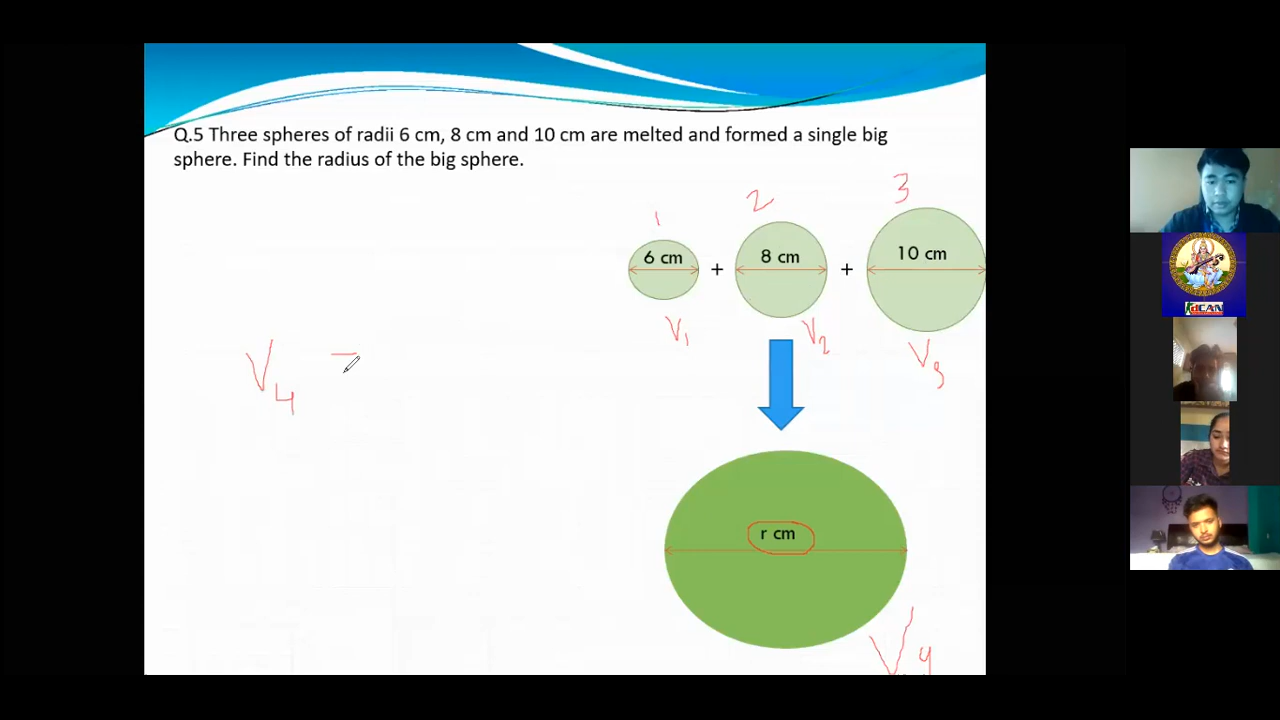 Q.5 Three spheres of radii 6 cm, 8 cm and 10 cm are melted and formed a single big
sphere. Find the radius of the big sphere.
1 2 3
6 cm + 8 cm + 10 cm
V1 V2 V3
V4 =
r cm
V4